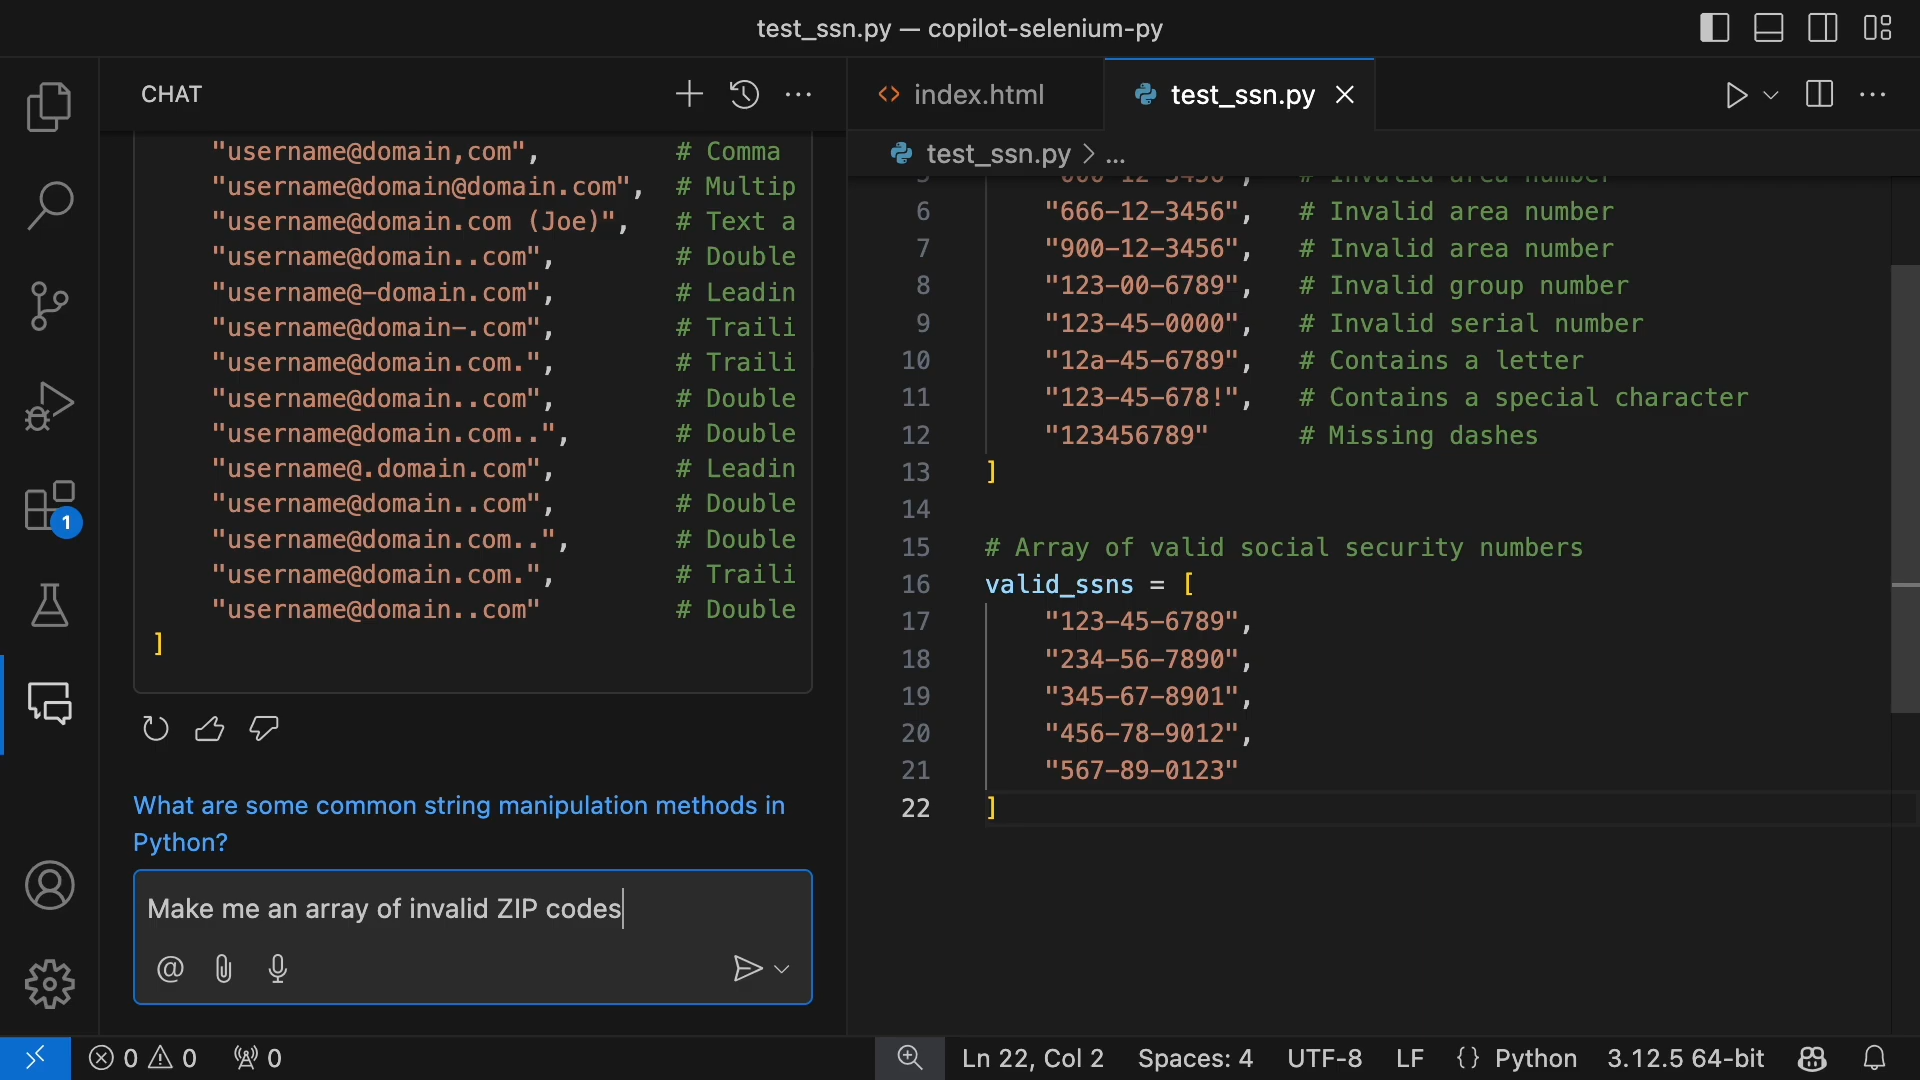 test_ssn.py — copilot-selenium-py
CHAT
"username@domain,com", # Comma
"username@domain@domain.com", # Multip
"username@domain.com (Joe)", # Text a
"username@domain..com", # Double
"username@-domain.com", # Leadin
"username@domain-.com", # Traili
"username@domain.com.", # Traili
"username@domain..com", # Double
"username@domain.com..", # Double
"username@.domain.com", # Leadin
"username@domain..com", # Double
"username@domain.com..", # Double
"username@domain.com.", # Traili
"username@domain..com" # Double
]
What are some common string manipulation methods in
Python?
Make me an array of invalid ZIP codes
index.html
test_ssn.py
test_ssn.py > ...
5 "000-12-3456", # Invalid area number
6 "666-12-3456", # Invalid area number
7 "900-12-3456", # Invalid area number
8 "123-00-6789", # Invalid group number
9 "123-45-0000", # Invalid serial number
10 "12a-45-6789", # Contains a letter
11 "123-45-678!", # Contains a special character
12 "123456789" # Missing dashes
13 ]
14
15 # Array of valid social security numbers
16 valid_ssns = [
17 "123-45-6789",
18 "234-56-7890",
19 "345-67-8901",
20 "456-78-9012",
21 "567-89-0123"
22 ]
1
0 0 0
Ln 22, Col 2 Spaces: 4 UTF-8 LF {} Python 3.12.5 64-bit